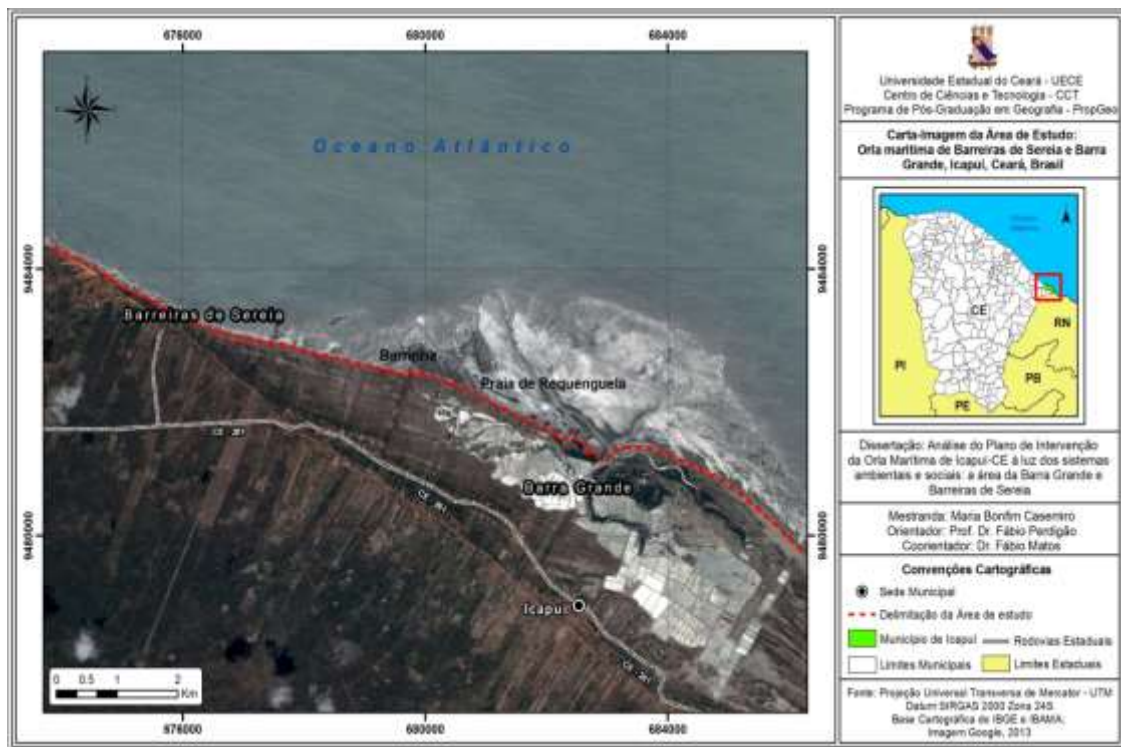 676000 680000 684000
Oceano Atlântico
9484000 9484000
Barreiras de Sereia
Barrinha
Praia de Requenguela
CE - 261
CE - 261
Barra Grande
9480000 9480000
Icapuí
CE - 261
0 0.5 1 2
Km
676000 680000 684000
Universidade Estadual do Ceará - UECE
Centro de Ciências e Tecnologia - CCT
Programa de Pós-Graduação em Geografia - PropGeo
Carta-Imagem da Área de Estudo:
Orla marítima de Barreiras de Sereia e Barra
Grande, Icapuí, Ceará, Brasil
CE
RN
PI
PB
PE
Dissertação: Análise do Plano de Intervenção
da Orla Marítima de Icapuí-CE à luz dos sistemas
ambientais e sociais: a área da Barra Grande e
Barreiras de Sereia
Mestranda: Maria Bonfim Casemiro
Orientador: Prof. Dr. Fábio Perdigão
Coorientador: Dr. Fábio Matos
Convenções Cartográficas
Sede Municipal
Delimitação da Área de estudo
Município de Icapuí Rodovias Estaduais
Limites Municipais Limites Estaduais
Fonte: Projeção Universal Transversa de Mercator - UTM
Datum SIRGAS 2000 Zona 24S
Base Cartográfica de IBGE e IBAMA;
Imagem Google, 2013